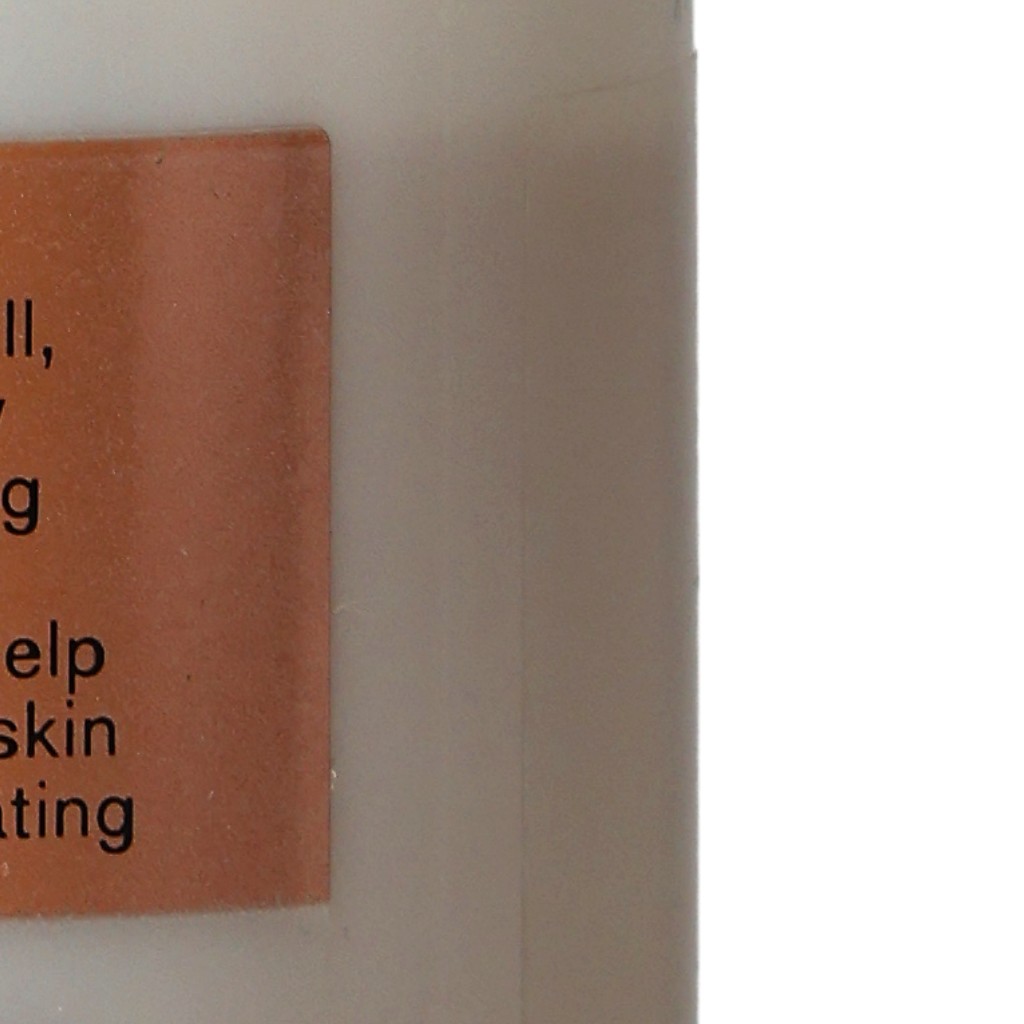 ll,
y
g
elp
skin
ating